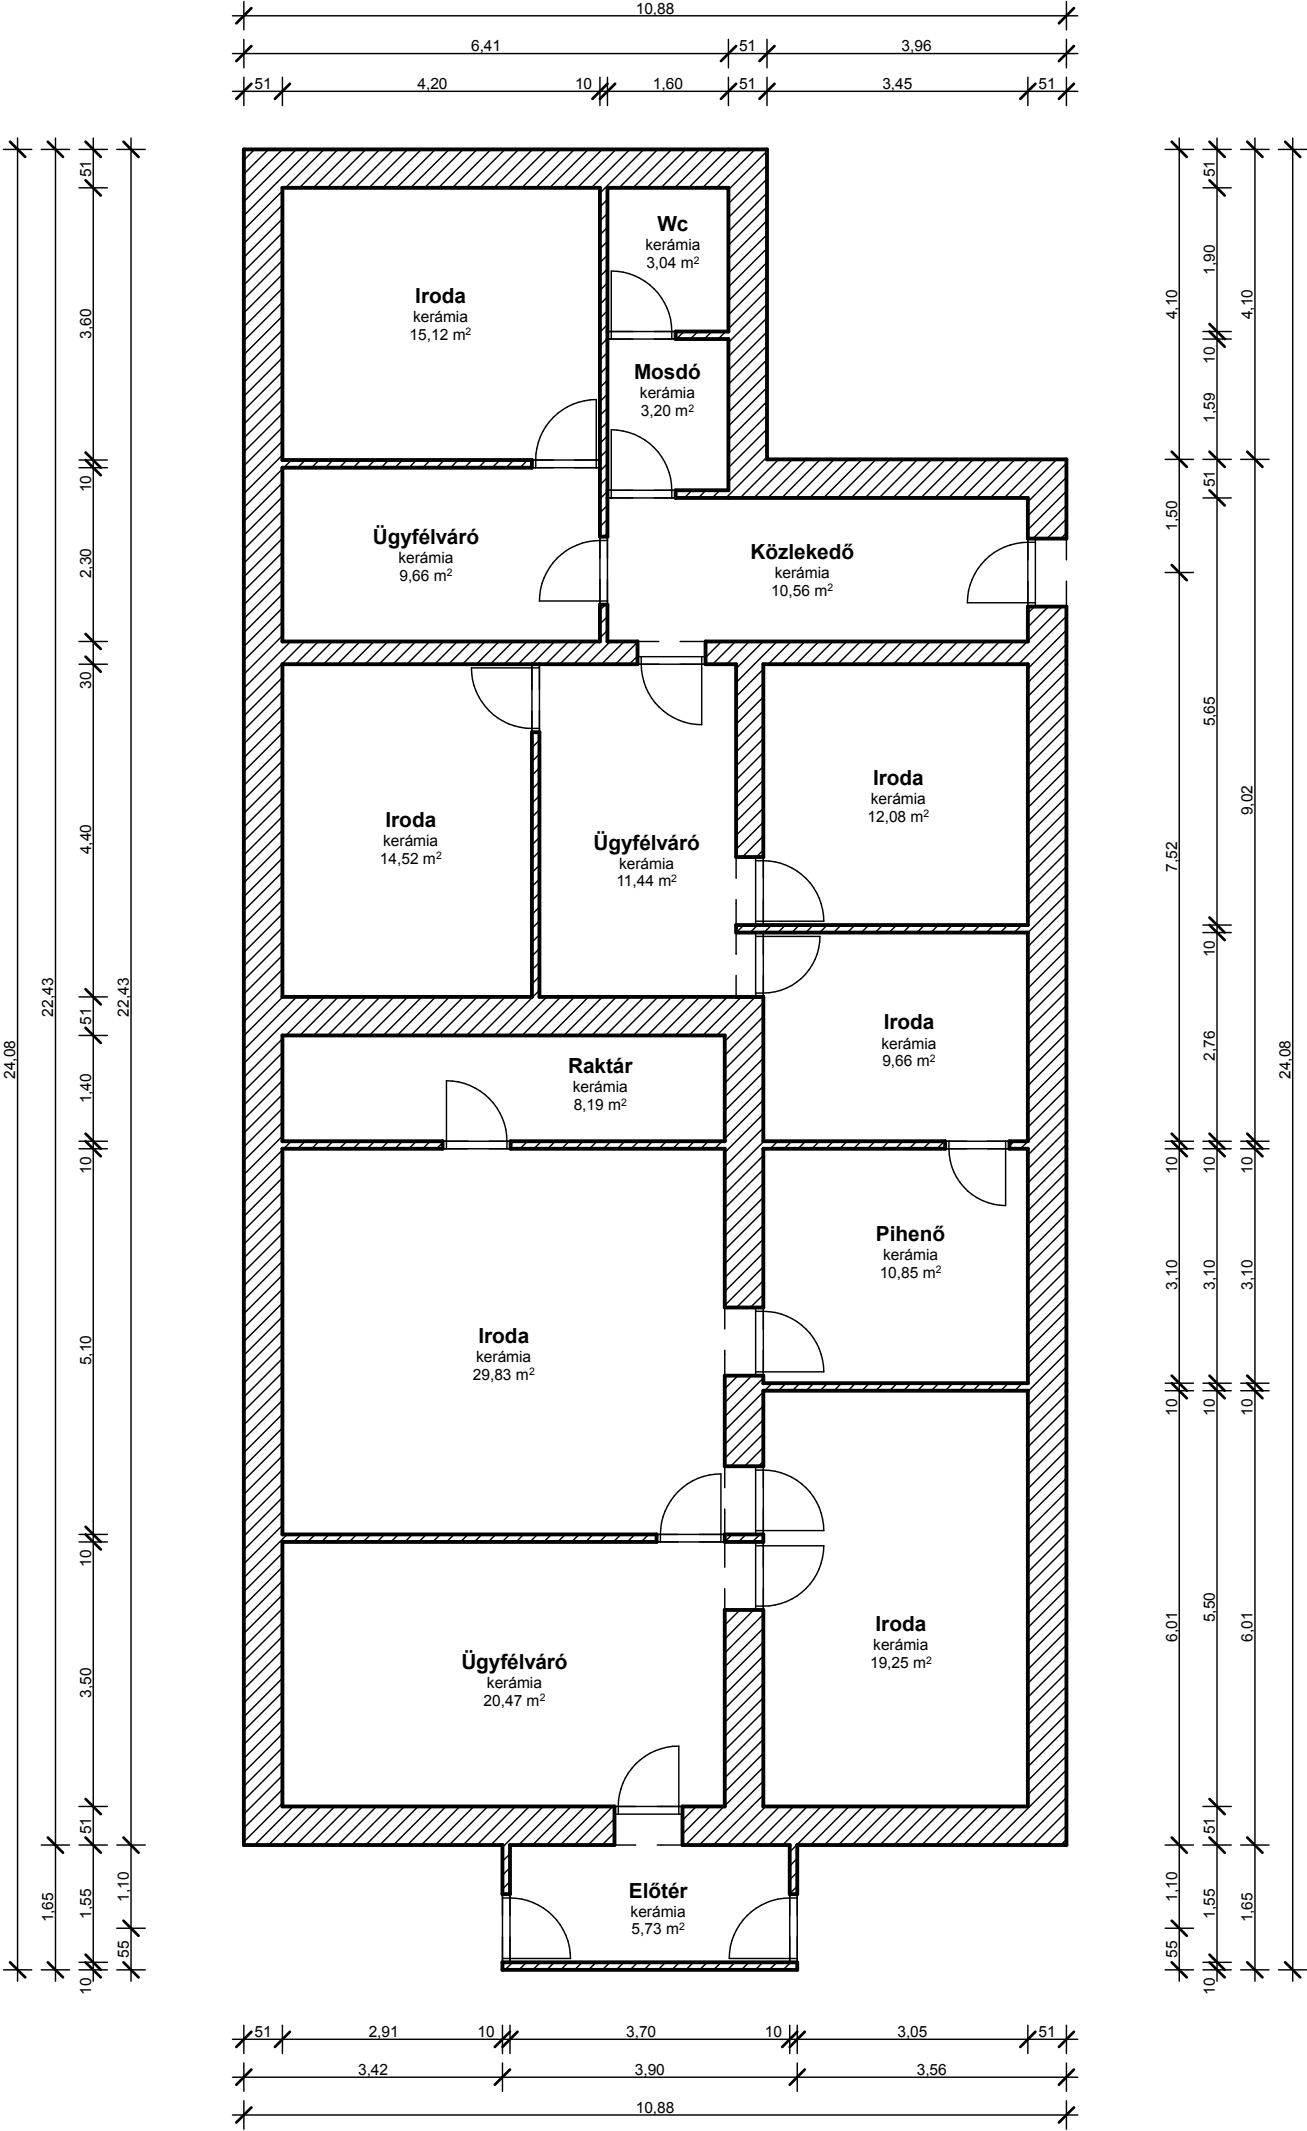 10,88
6,41
51
3,96
51
4,20
10
1,60
51
3,45
51
Wc
kerámia
3,04 m²
Iroda
kerámia
15,12 m²
Mosdó
kerámia
3,20 m²
Ügyfélváró
kerámia
9,66 m²
Közlekedő
kerámia
10,56 m²
Iroda
kerámia
12,08 m²
Iroda
kerámia
14,52 m²
Ügyfélváró
kerámia
11,44 m²
Iroda
kerámia
9,66 m²
Raktár
kerámia
8,19 m²
Pihenő
kerámia
10,85 m²
Iroda
kerámia
29,83 m²
Iroda
kerámia
19,25 m²
Ügyfélváró
kerámia
20,47 m²
Előtér
kerámia
5,73 m²
24,08
22,43
1,65
51
3,60
10
2,30
30
4,40
51
1,40
10
5,10
10
3,50
51
1,55
10
22,43
1,10
55
4,10
1,50
7,52
10
3,10
10
6,01
1,10
55
51
1,90
10
1,59
51
5,65
10
2,76
10
3,10
10
5,50
51
1,55
10
4,10
9,02
10
3,10
10
6,01
1,65
24,08
51
2,91
10
3,70
10
3,05
51
3,42
3,90
3,56
10,88